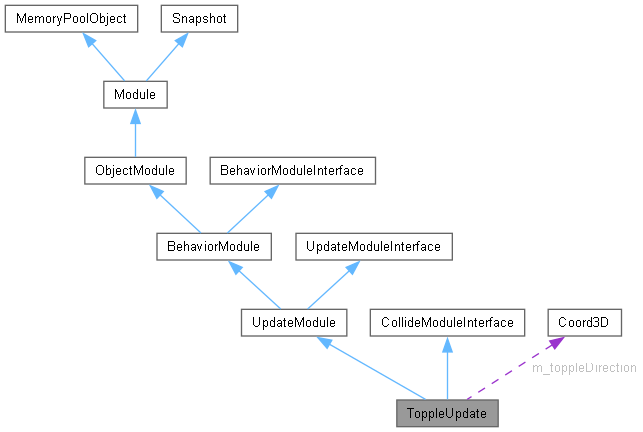 MemoryPoolObject
Snapshot
Module
ObjectModule
BehaviorModuleInterface
BehaviorModule
UpdateModuleInterface
UpdateModule
CollideModuleInterface
Coord3D
m_toppleDirection
ToppleUpdate